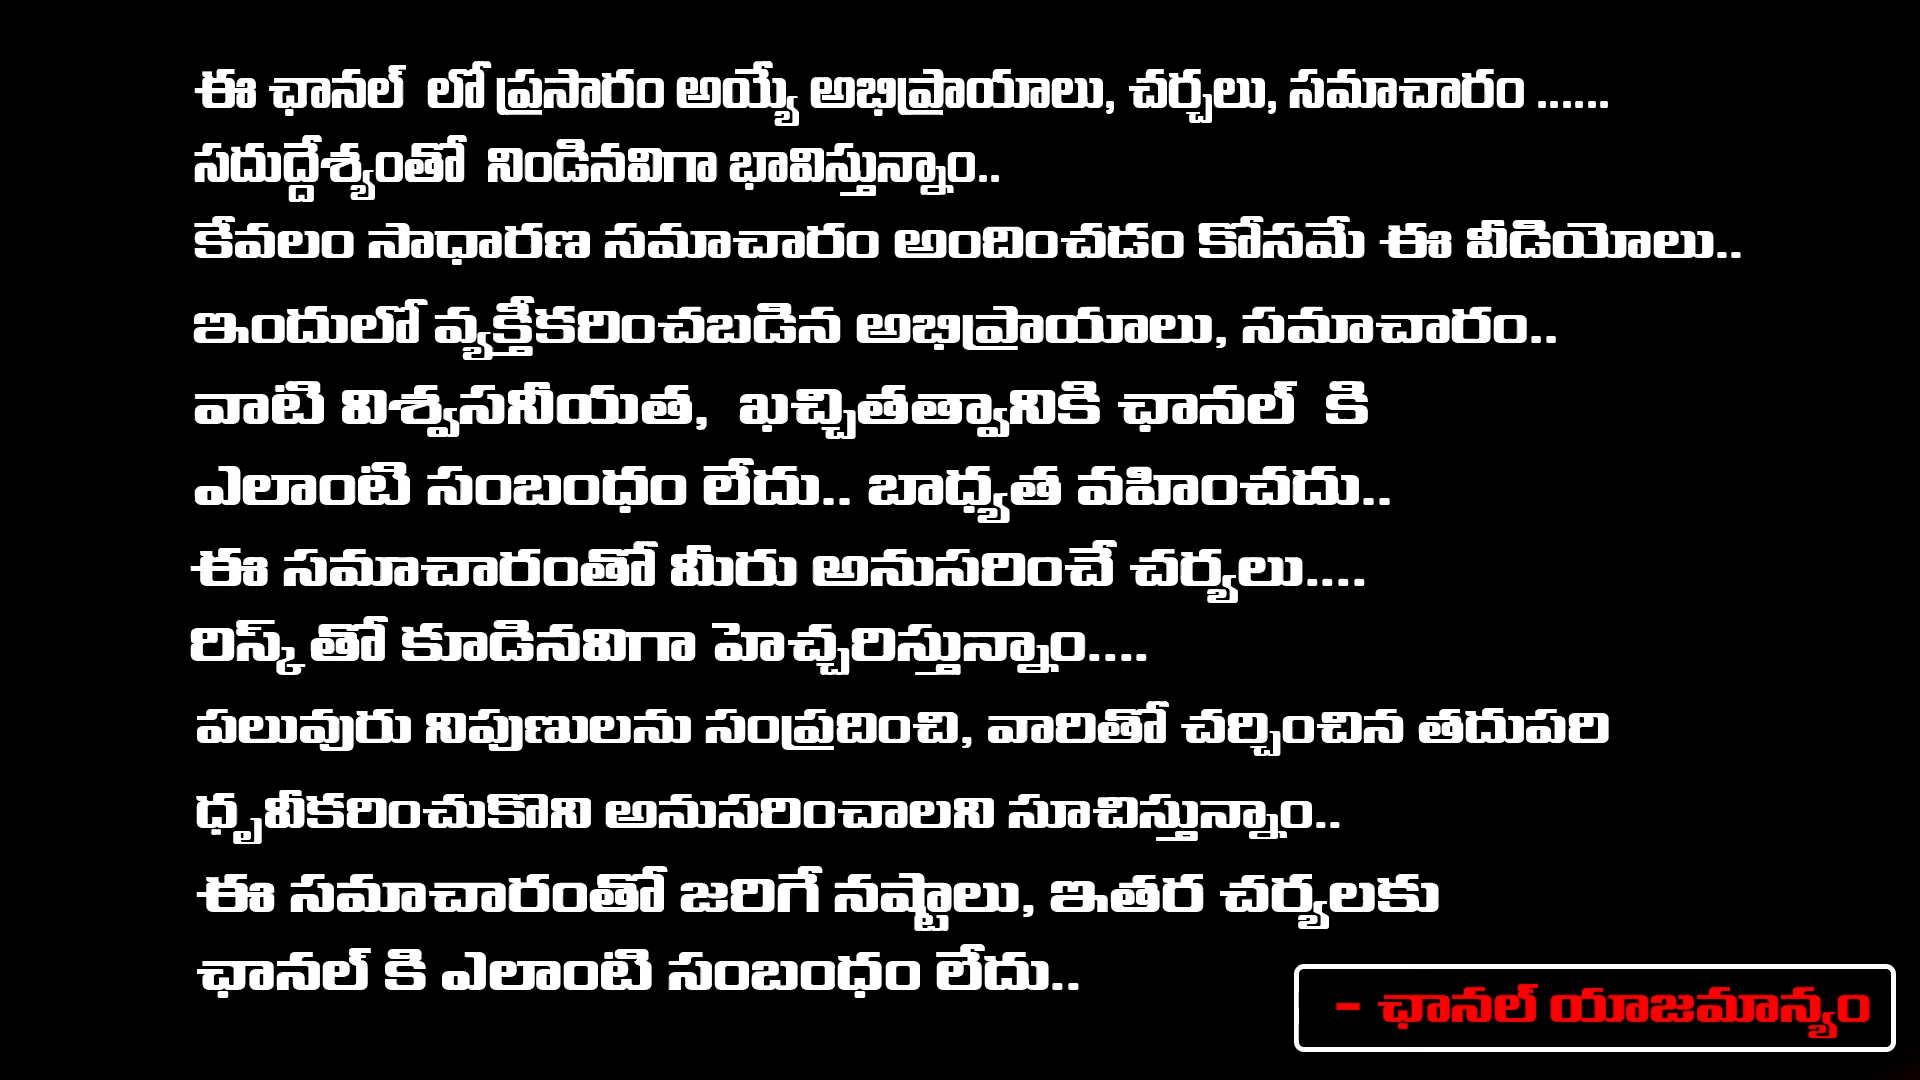 ఈ ఛానల్ లో ప్రసారం అయ్యే అభిప్రాయాలు, చర్చలు, సమాచారం ......
సదుద్దేశ్యంతో నిండినవిగా భావిస్తున్నాం..
కేవలం సాధారణ సమాచారం అందించడం కోసమే ఈ వీడియోలు..
ఇందులో వ్యక్తీకరించబడిన అభిప్రాయాలు, సమాచారం..
వాటి విశ్వసనీయత, ఖచ్చితత్వానికి ఛానల్ కి
ఎలాంటి సంబంధం లేదు.. బాధ్యత వహించదు..
ఈ సమాచారంతో మీరు అనుసరించే చర్యలు....
రిస్క్ తో కూడినవిగా హెచ్చరిస్తున్నాం....
పలువురు నిపుణులను సంప్రదించి, వారితో చర్చించిన తదుపరి
ధృవీకరించుకొని అనుసరించాలని సూచిస్తున్నాం..
ఈ సమాచారంతో జరిగే నష్టాలు, ఇతర చర్యలకు
ఛానల్ కి ఎలాంటి సంబంధం లేదు..
- ఛానల్ యాజమాన్యం